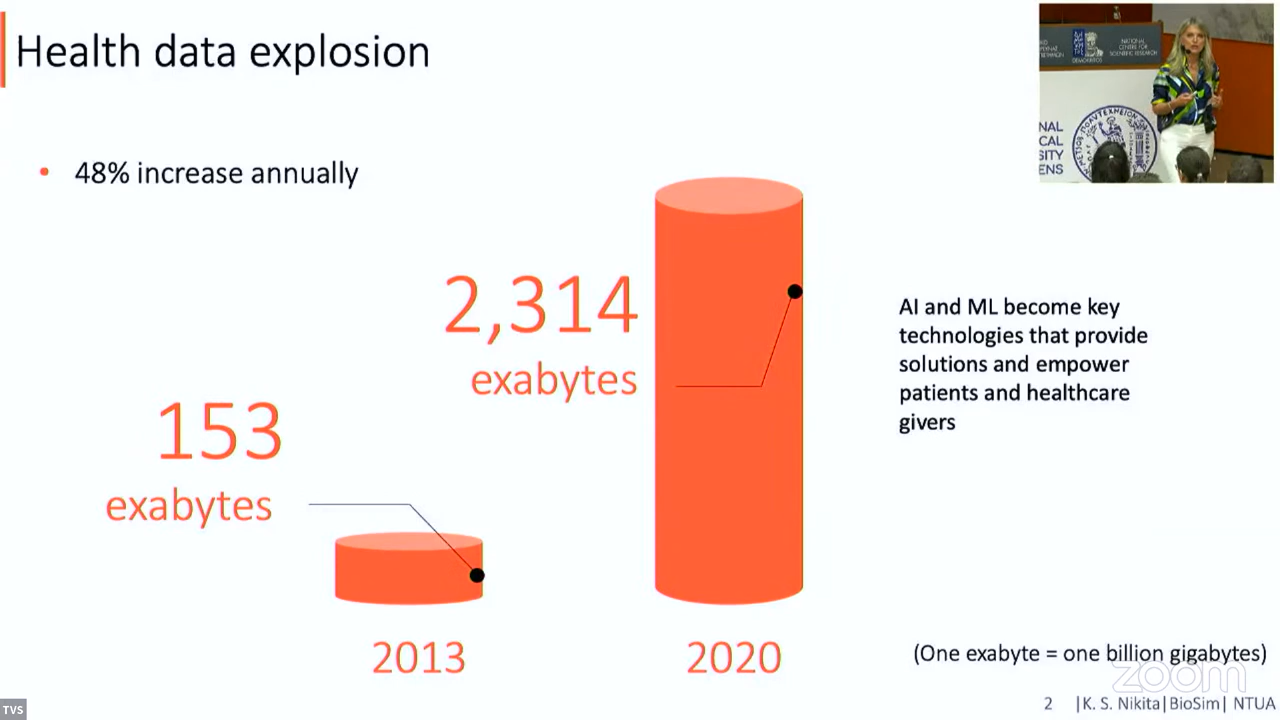 Health data explosion
• 48% increase annually
2,314
exabytes
153
exabytes
AI and ML become key
technologies that provide
solutions and empower
patients and healthcare
givers
2013
2020
(One exabyte = one billion gigabytes)
zoom
2 |K. S. Nikita|BioSim| NTUA
TVS
NATIONAL
CENTRE FOR
SCIENTIFIC RESEARCH
DEMOKRITOS
NAL
CAL
SITY
ENS